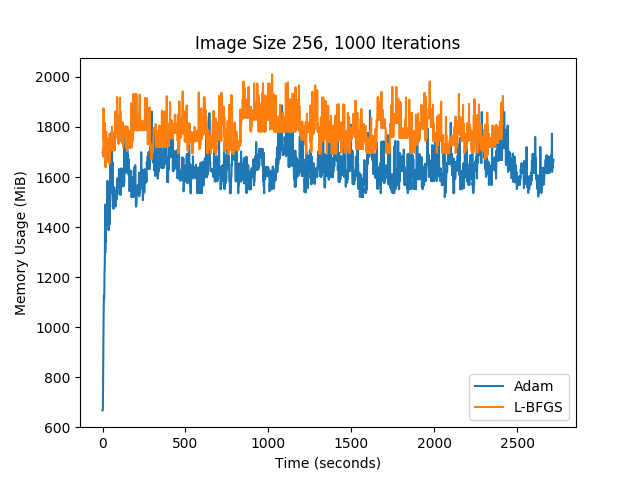 Image Size 256, 1000 Iterations
Memory Usage (MiB)
2000
1800
1600
1400
1200
1000
800
600
0
500
1000
1500
2000
2500
Time (seconds)
Adam
L-BFGS